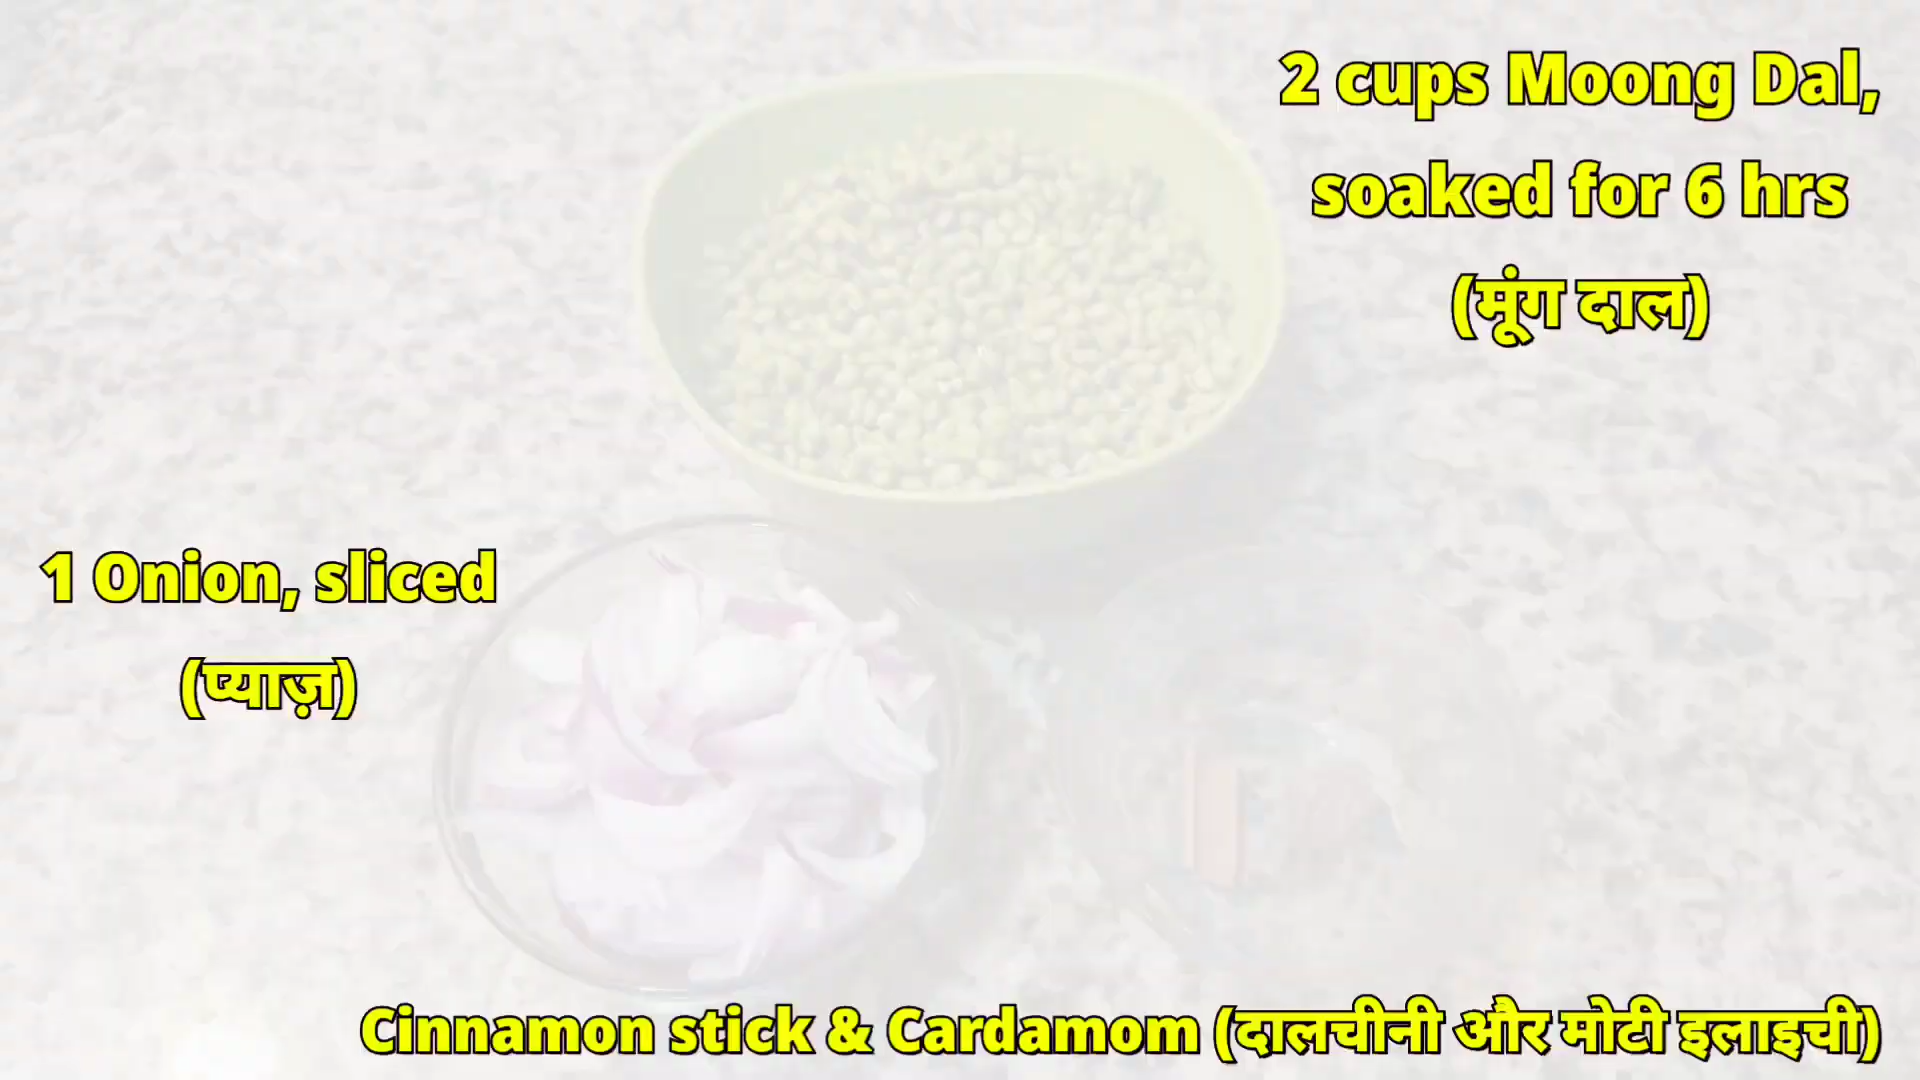 2 cups Moong Dal,
soaked for 6 hrs
(मूंग दाल)
1 Onion, sliced
(प्याज़)
Cinnamon stick & Cardamom (दालचीनी और मोटी इलाइची)